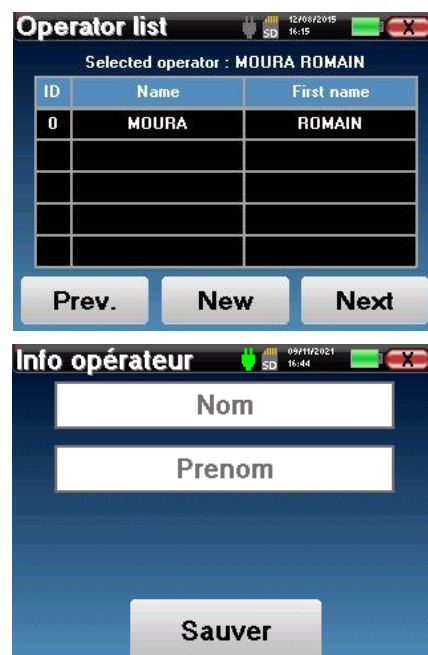 Operator list
SD
12/08/2015
16:15
X
Selected operator : MOURA ROMAIN
ID Name First name
0 MOURA ROMAIN
Prev. New Next
Info opérateur
SD
09/11/2021
16:44
X
Nom
Prenom
Sauver